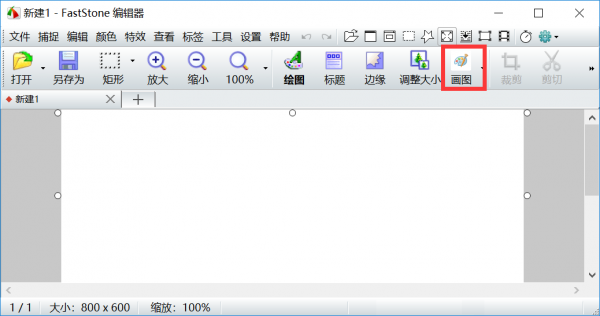 新建1 - FastStone 编辑器
文件 捕捉 编辑 颜色 特效 查看 标签 工具 设置 帮助
打开 另存为 矩形 放大 缩小 100% 绘图 标题 边缘 调整大小 画图 裁剪 剪切
新建1
1 / 1 大小: 800 x 600 缩放: 100%